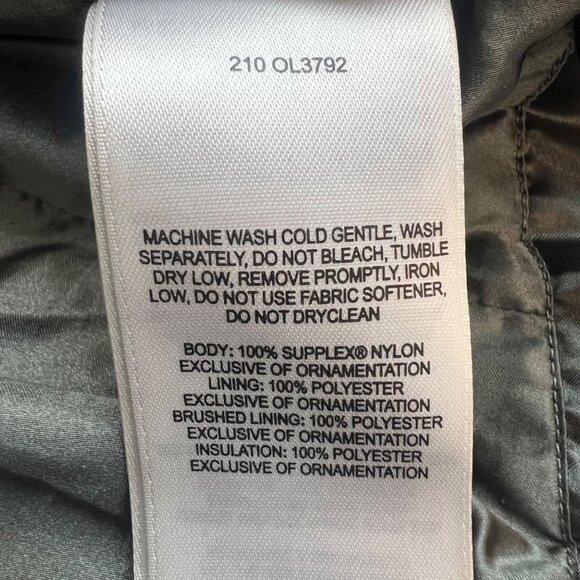 210 OL3792
MACHINE WASH COLD GENTLE, WASH
SEPARATELY, DO NOT BLEACH, TUMBLE
DRY LOW, REMOVE PROMPTLY, IRON
LOW, DO NOT USE FABRIC SOFTENER,
DO NOT DRYCLEAN
BODY: 100% SUPPLEX® NYLON
EXCLUSIVE OF ORNAMENTATION
LINING: 100% POLYESTER
EXCLUSIVE OF ORNAMENTATION
BRUSHED LINING: 100% POLYESTER
EXCLUSIVE OF ORNAMENTATION
INSULATION: 100% POLYESTER
EXCLUSIVE OF ORNAMENTATION